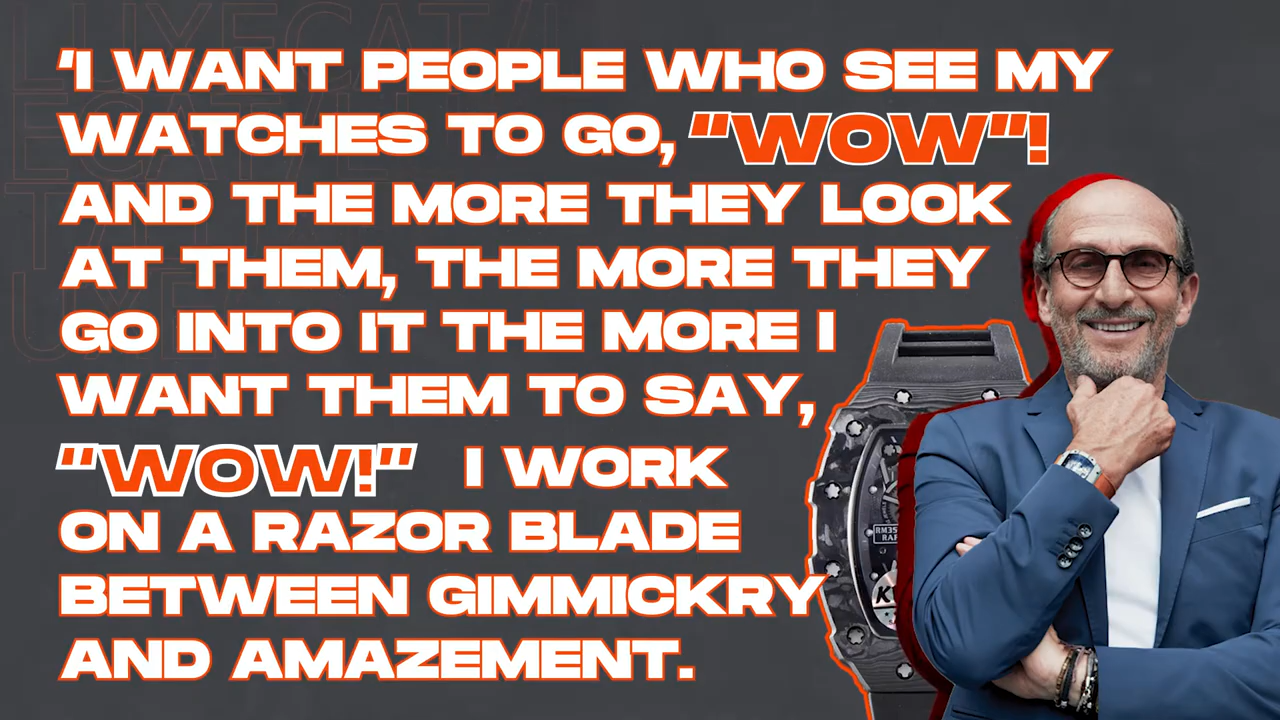 ‘I WANT PEOPLE WHO SEE MY
WATCHES TO GO, "WOW"!
AND THE MORE THEY LOOK
AT THEM, THE MORE THEY
GO INTO IT THE MORE I
WANT THEM TO SAY,
"WOW!" I WORK
ON A RAZOR BLADE
BETWEEN GIMMICKRY
AND AMAZEMENT.